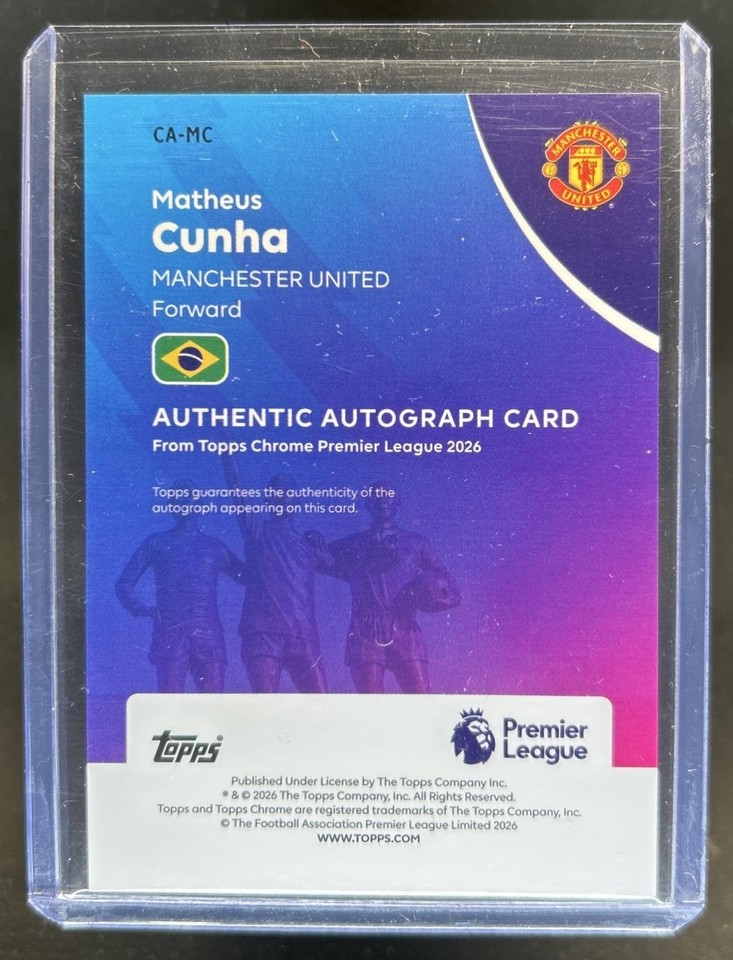 CA-MC
MANCHESTER
UNITED
Matheus
Cunha
MANCHESTER UNITED
Forward
AUTHENTIC AUTOGRAPH CARD
From Topps Chrome Premier League 2026
Topps guarantees the authenticity of the
autograph appearing on this card.
Topps
Premier
League
Published Under License by The Topps Company Inc.
® & © 2026 The Topps Company, Inc. All Rights Reserved.
Topps and Topps Chrome are registered trademarks of The Topps Company, Inc.
© The Football Association Premier League Limited 2026
WWW.TOPPS.COM